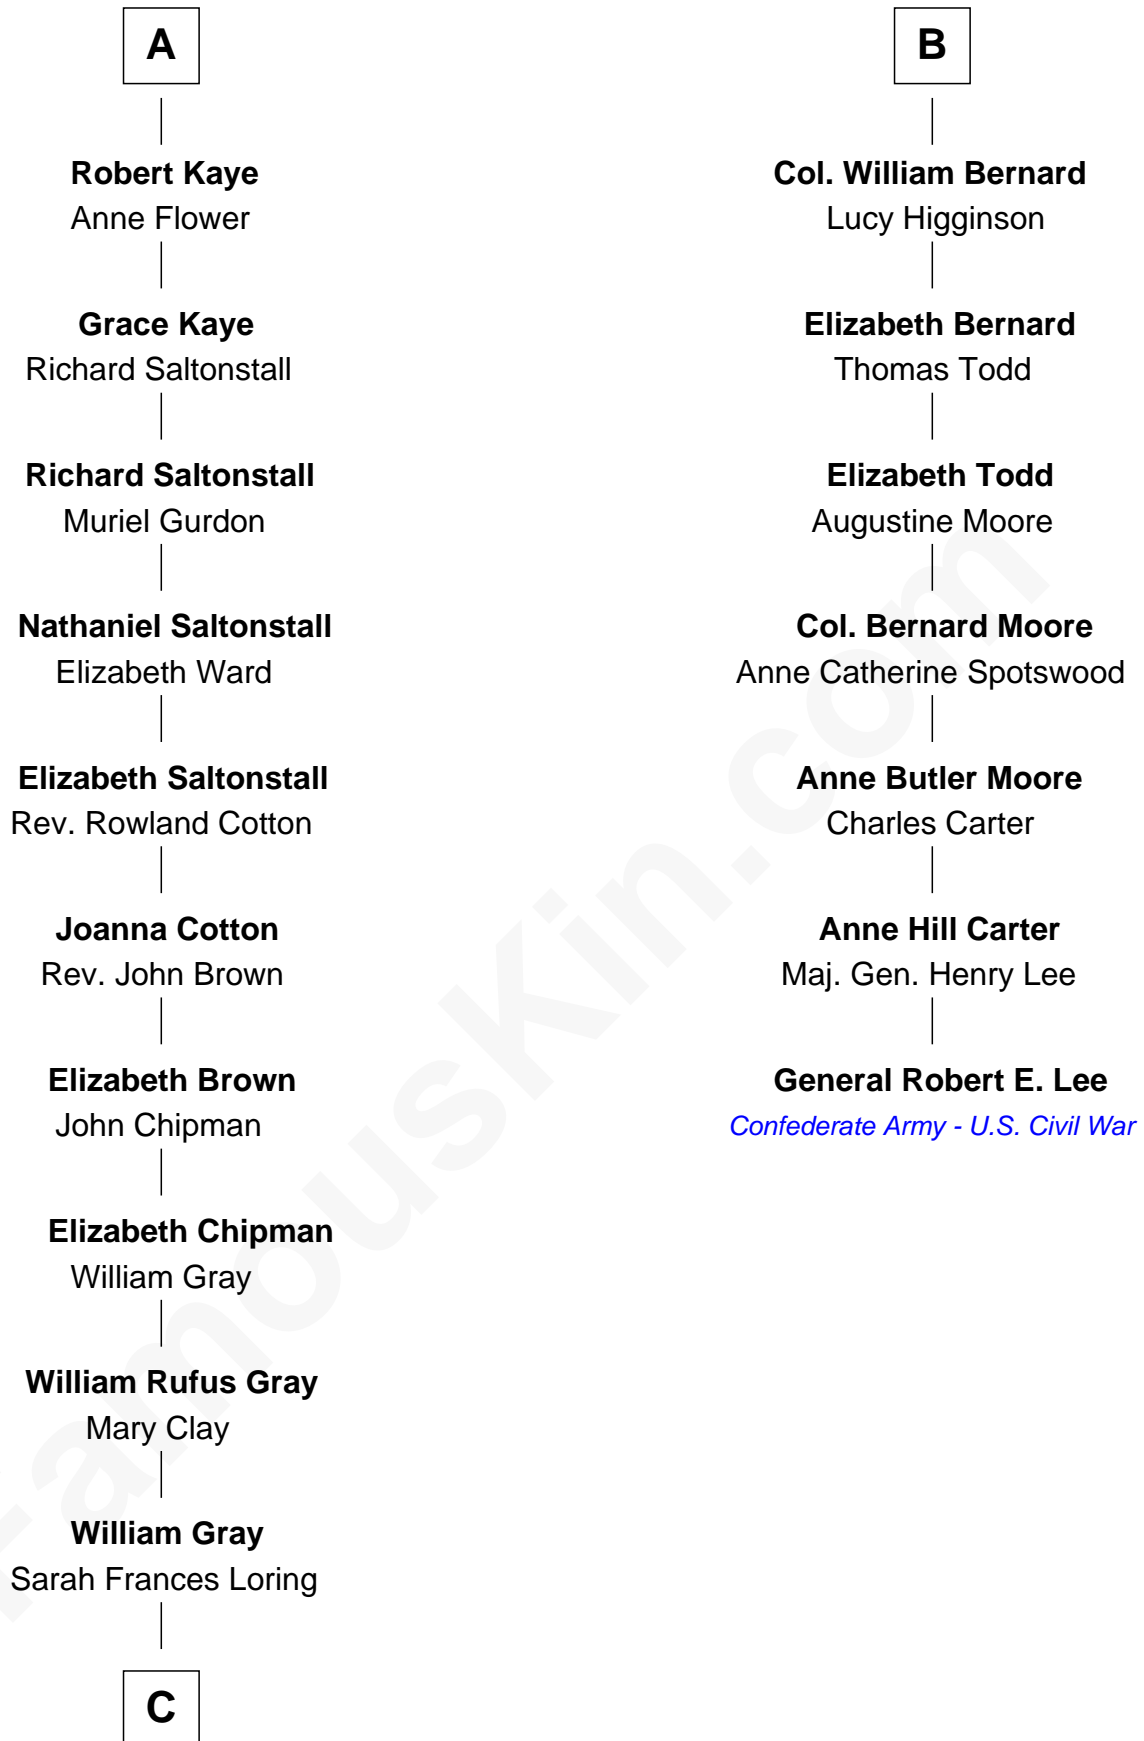 A
Robert Kaye
Anne Flower
Grace Kaye
Richard Saltonstall
Richard Saltonstall
Muriel Gurdon
Nathaniel Saltonstall
Elizabeth Ward
Elizabeth Saltonstall
Rev. Rowland Cotton
Joanna Cotton
Rev. John Brown
Elizabeth Brown
John Chipman
Elizabeth Chipman
William Gray
William Rufus Gray
Mary Clay
William Gray
Sarah Frances Loring
C
B
Col. William Bernard
Lucy Higginson
Elizabeth Bernard
Thomas Todd
Elizabeth Todd
Augustine Moore
Col. Bernard Moore
Anne Catherine Spotswood
Anne Butler Moore
Charles Carter
Anne Hill Carter
Maj. Gen. Henry Lee
General Robert E. Lee
Confederate Army - U.S. Civil War
FamousKin.com